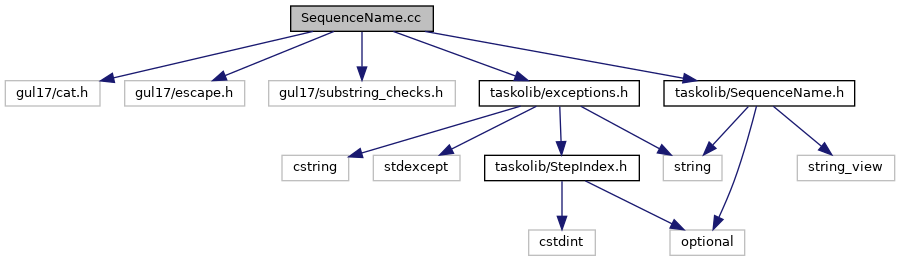 SequenceName.cc
gul17/cat.h
gul17/escape.h
gul17/substring_checks.h
taskolib/exceptions.h
taskolib/SequenceName.h
cstring
stdexcept
taskolib/StepIndex.h
string
string_view
cstdint
optional